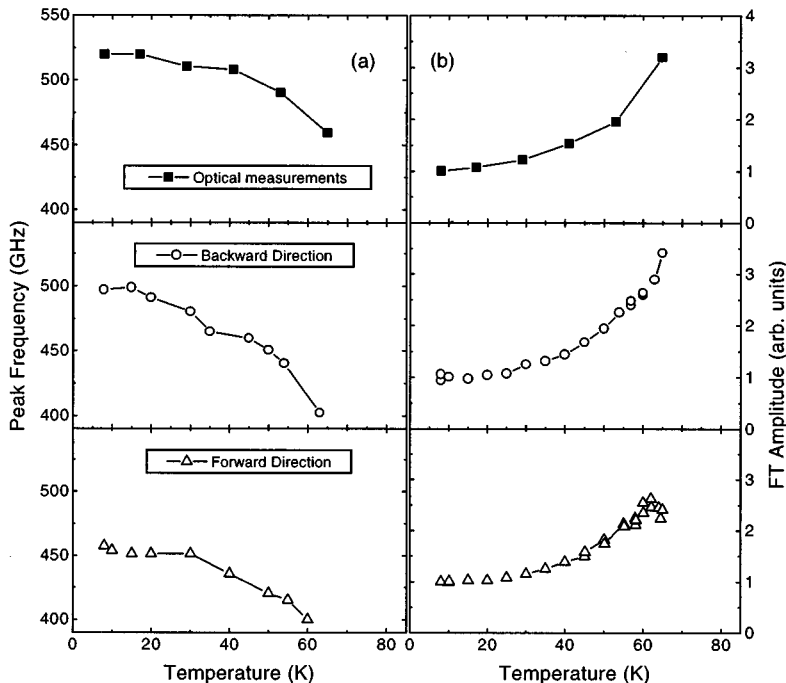 550
500
450
400
(a)
Optical measurements
(b)
4
3
2
1
0
Peak Frequency (GHz)
500
450
400
Backward Direction
3
2
1
0
FT Amplitude (arb. units)
500
450
400
Forward Direction
3
2
1
0
0 20 40 60
0 20 40 60 80
Temperature (K)
Temperature (K)